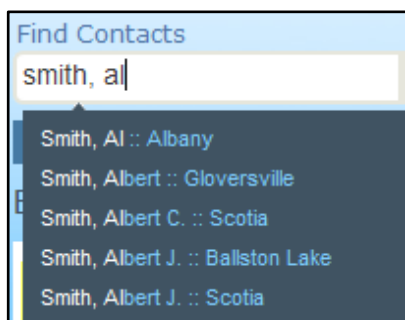 Find Contacts
smith, al
Smith, Al :: Albany
Smith, Albert :: Gloversville
Smith, Albert C. :: Scotia
Smith, Albert J. :: Ballston Lake
Smith, Albert J. :: Scotia